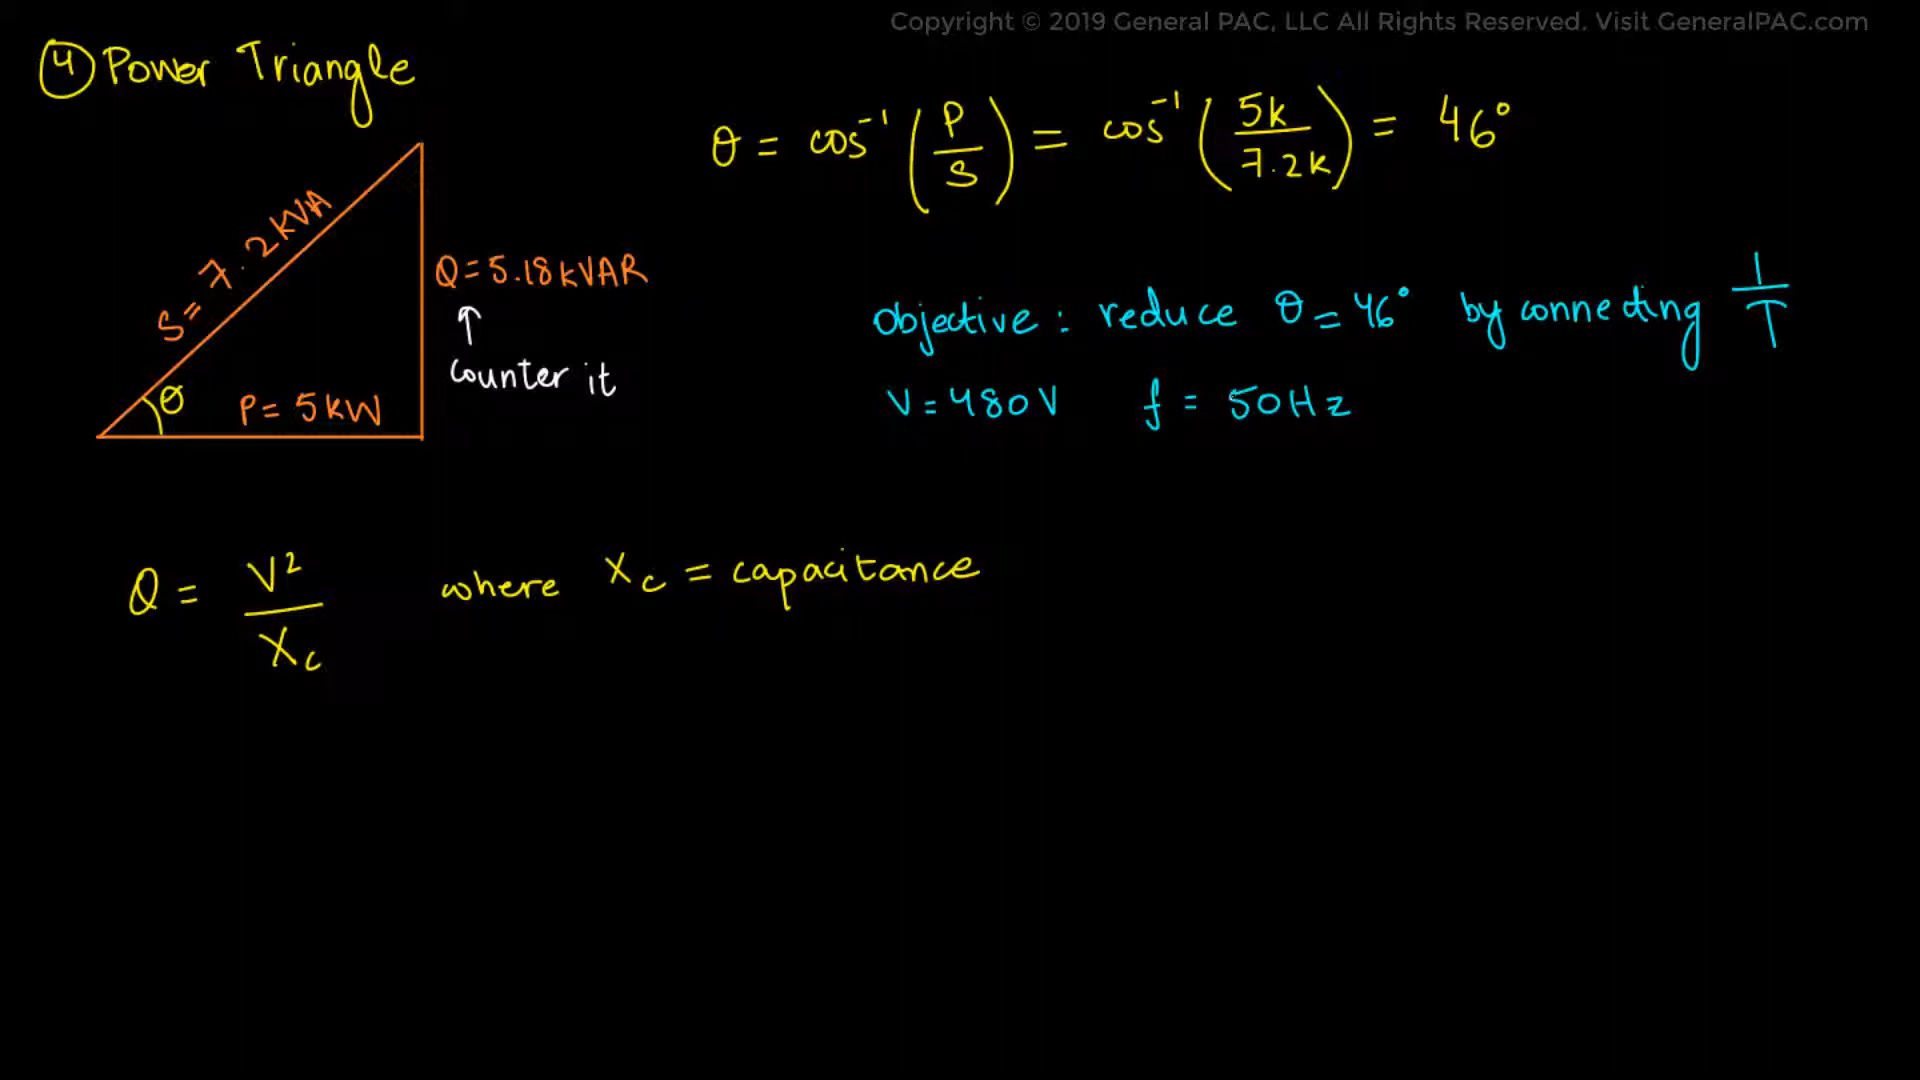 Copyright © 2019 General PAC, LLC All Rights Reserved. Visit GeneralPAC.com
④ Power Triangle
θ = cos⁻¹ (P/S) = cos⁻¹ (5k/7.2k) = 46°
S = 7.2kVA
Q = 5.18kVAR
↑
counter it
θ
P = 5kW
Objective: reduce θ = 46° by conneding
V = 480V f = 50Hz
Q = V²/Xc where Xc = capacitance